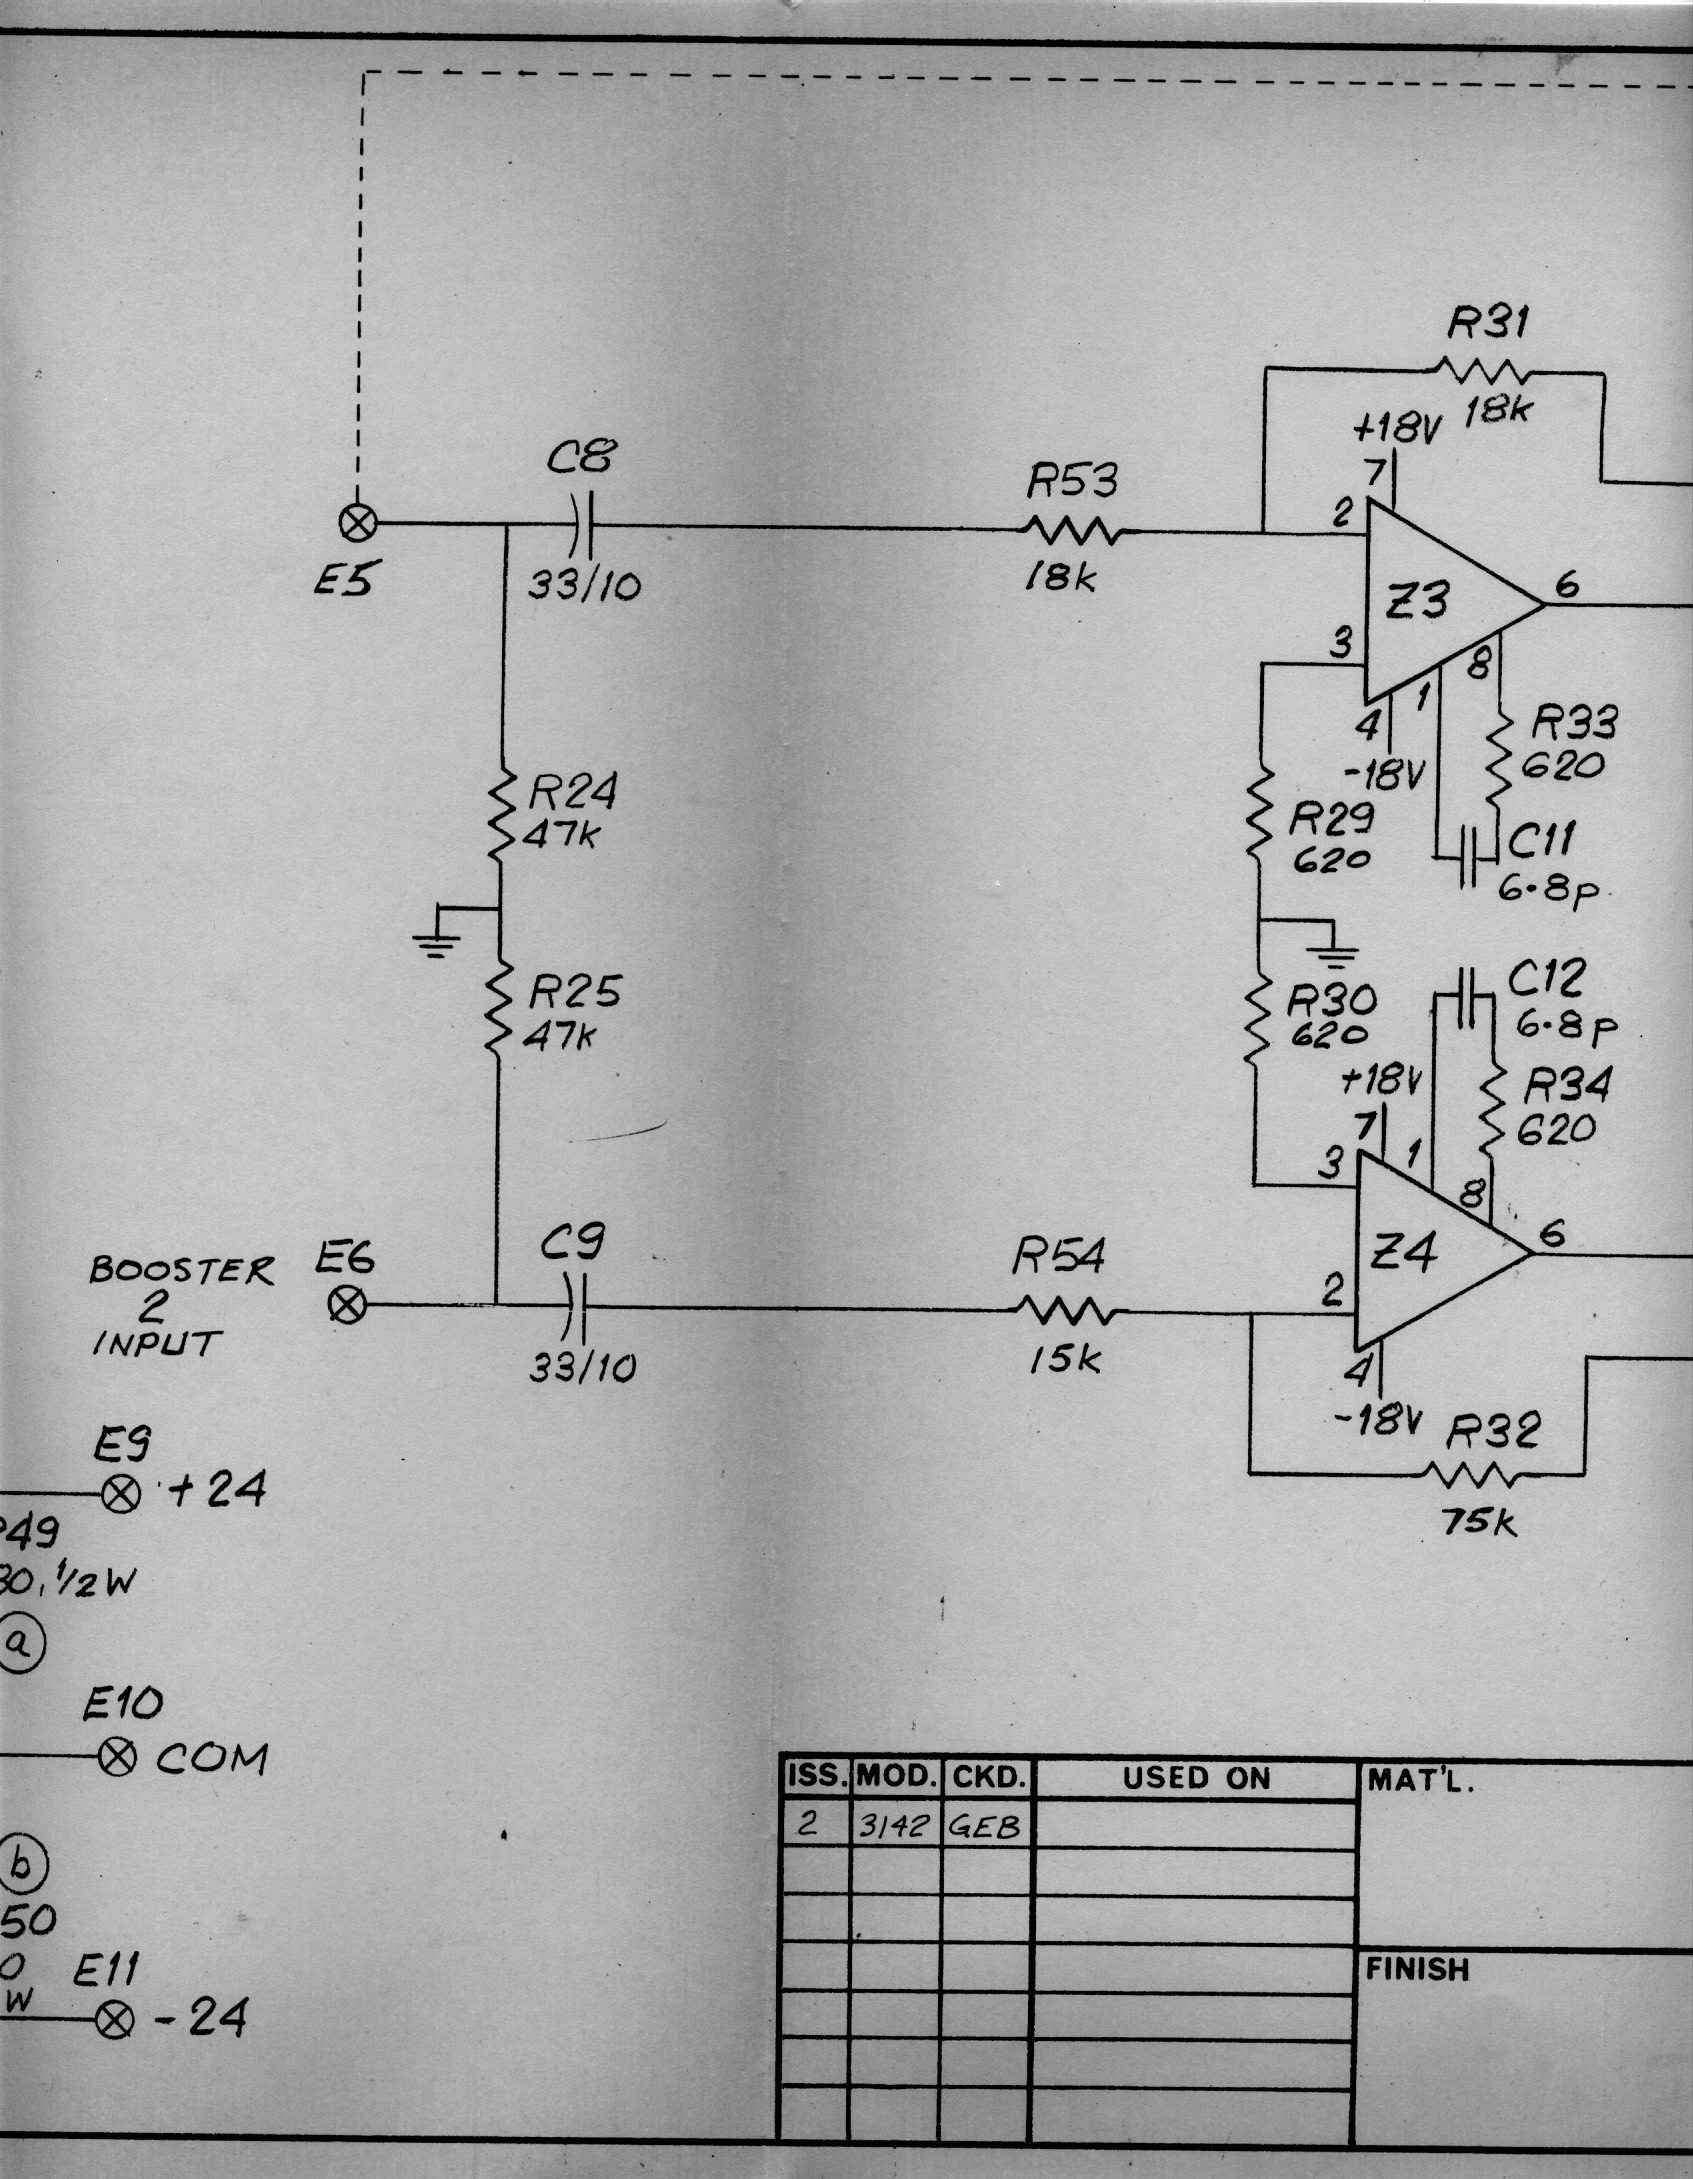 R31
18k
+18V
7
C8
R53
2
E5
33/10
18k
Z3
6
3
8
1
4
-18V
R33
620
R24
47k
R29
620
C11
6.8p
R25
47k
R30
620
C12
6.8p
+18V
7
1
R34
620
3
8
BOOSTER
2
INPUT
E6
C9
R54
Z4
6
2
33/10
15k
4
-18V
R32
75k
E9
+24
49
30, 1/2W
a
E10
COM
b
50
0
W
E11
-24
ISS. MOD. CKD. USED ON MAT'L.
2 3142 GEB
FINISH